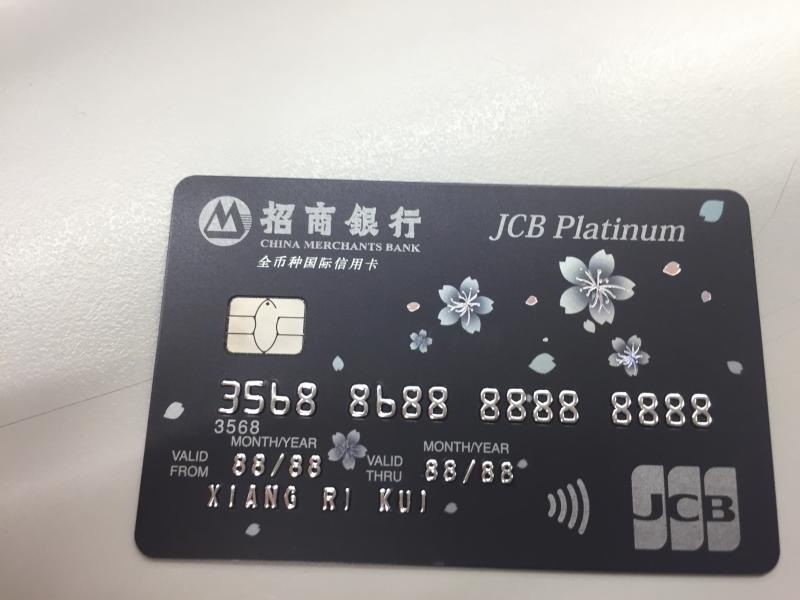 招商銀行
CHINA MERCHANTS BANK
全币种国际信用卡
JCB Platinum
3568 8688 8888 8888
3568
MONTH/YEAR MONTH/YEAR
VALID FROM 88/88 VALID THRU 88/88
XIANG RI KUI
JCB